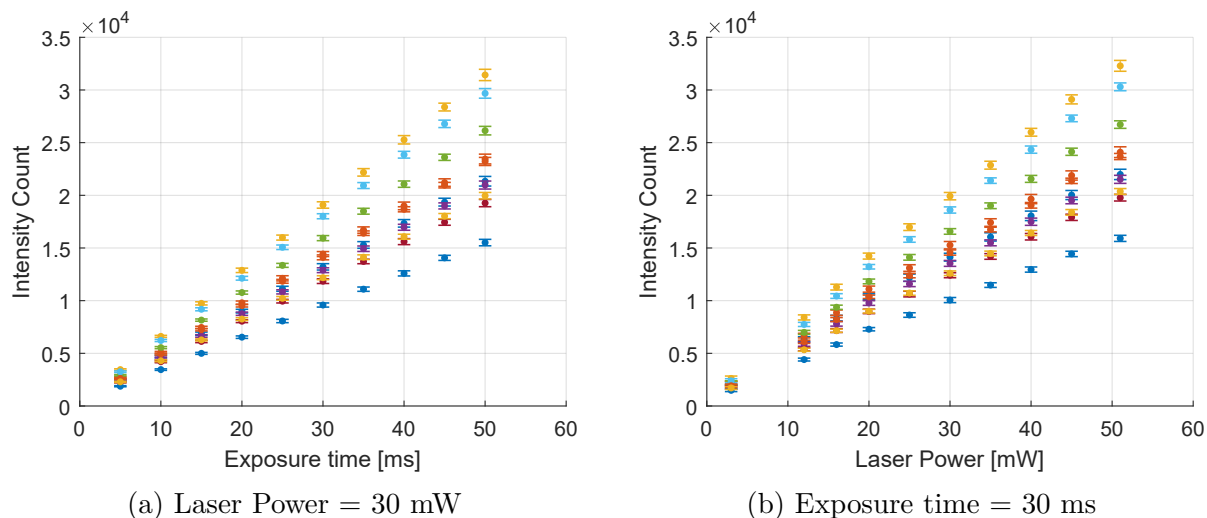 ×10⁴
3.5
3
2.5
2
1.5
1
0.5
0
0 10 20 30 40 50 60
Intensity Count
Exposure time [ms]
(a) Laser Power = 30 mW
×10⁴
3.5
3
2.5
2
1.5
1
0.5
0
0 10 20 30 40 50 60
Intensity Count
Laser Power [mW]
(b) Exposure time = 30 ms